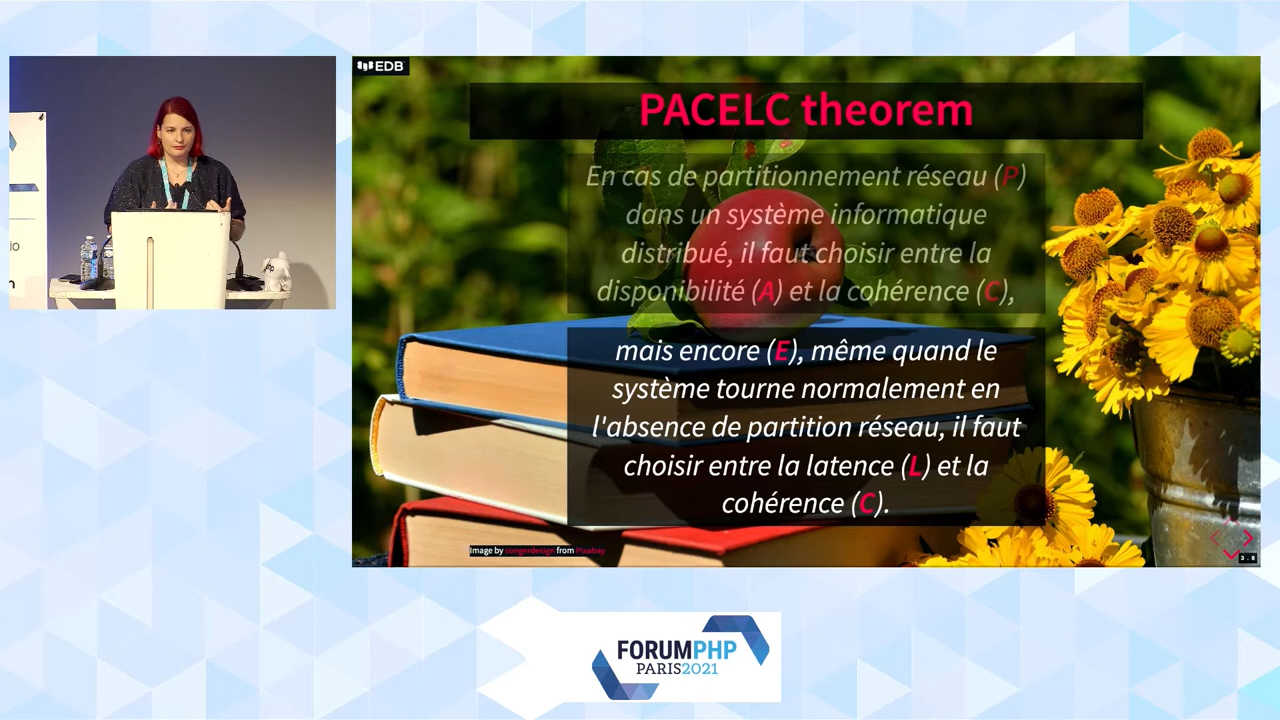 EDB
PACELC theorem
En cas de partitionnement réseau (P)
dans un système informatique
distribué, il faut choisir entre la
disponibilité (A) et la cohérence (C),
mais encore (E), même quand le
système tourne normalement en
l'absence de partition réseau, il faut
choisir entre la latence (L) et la
cohérence (C).
Image by congerdesign from Pixabay
3.8
FORUMPHP
PARIS2021